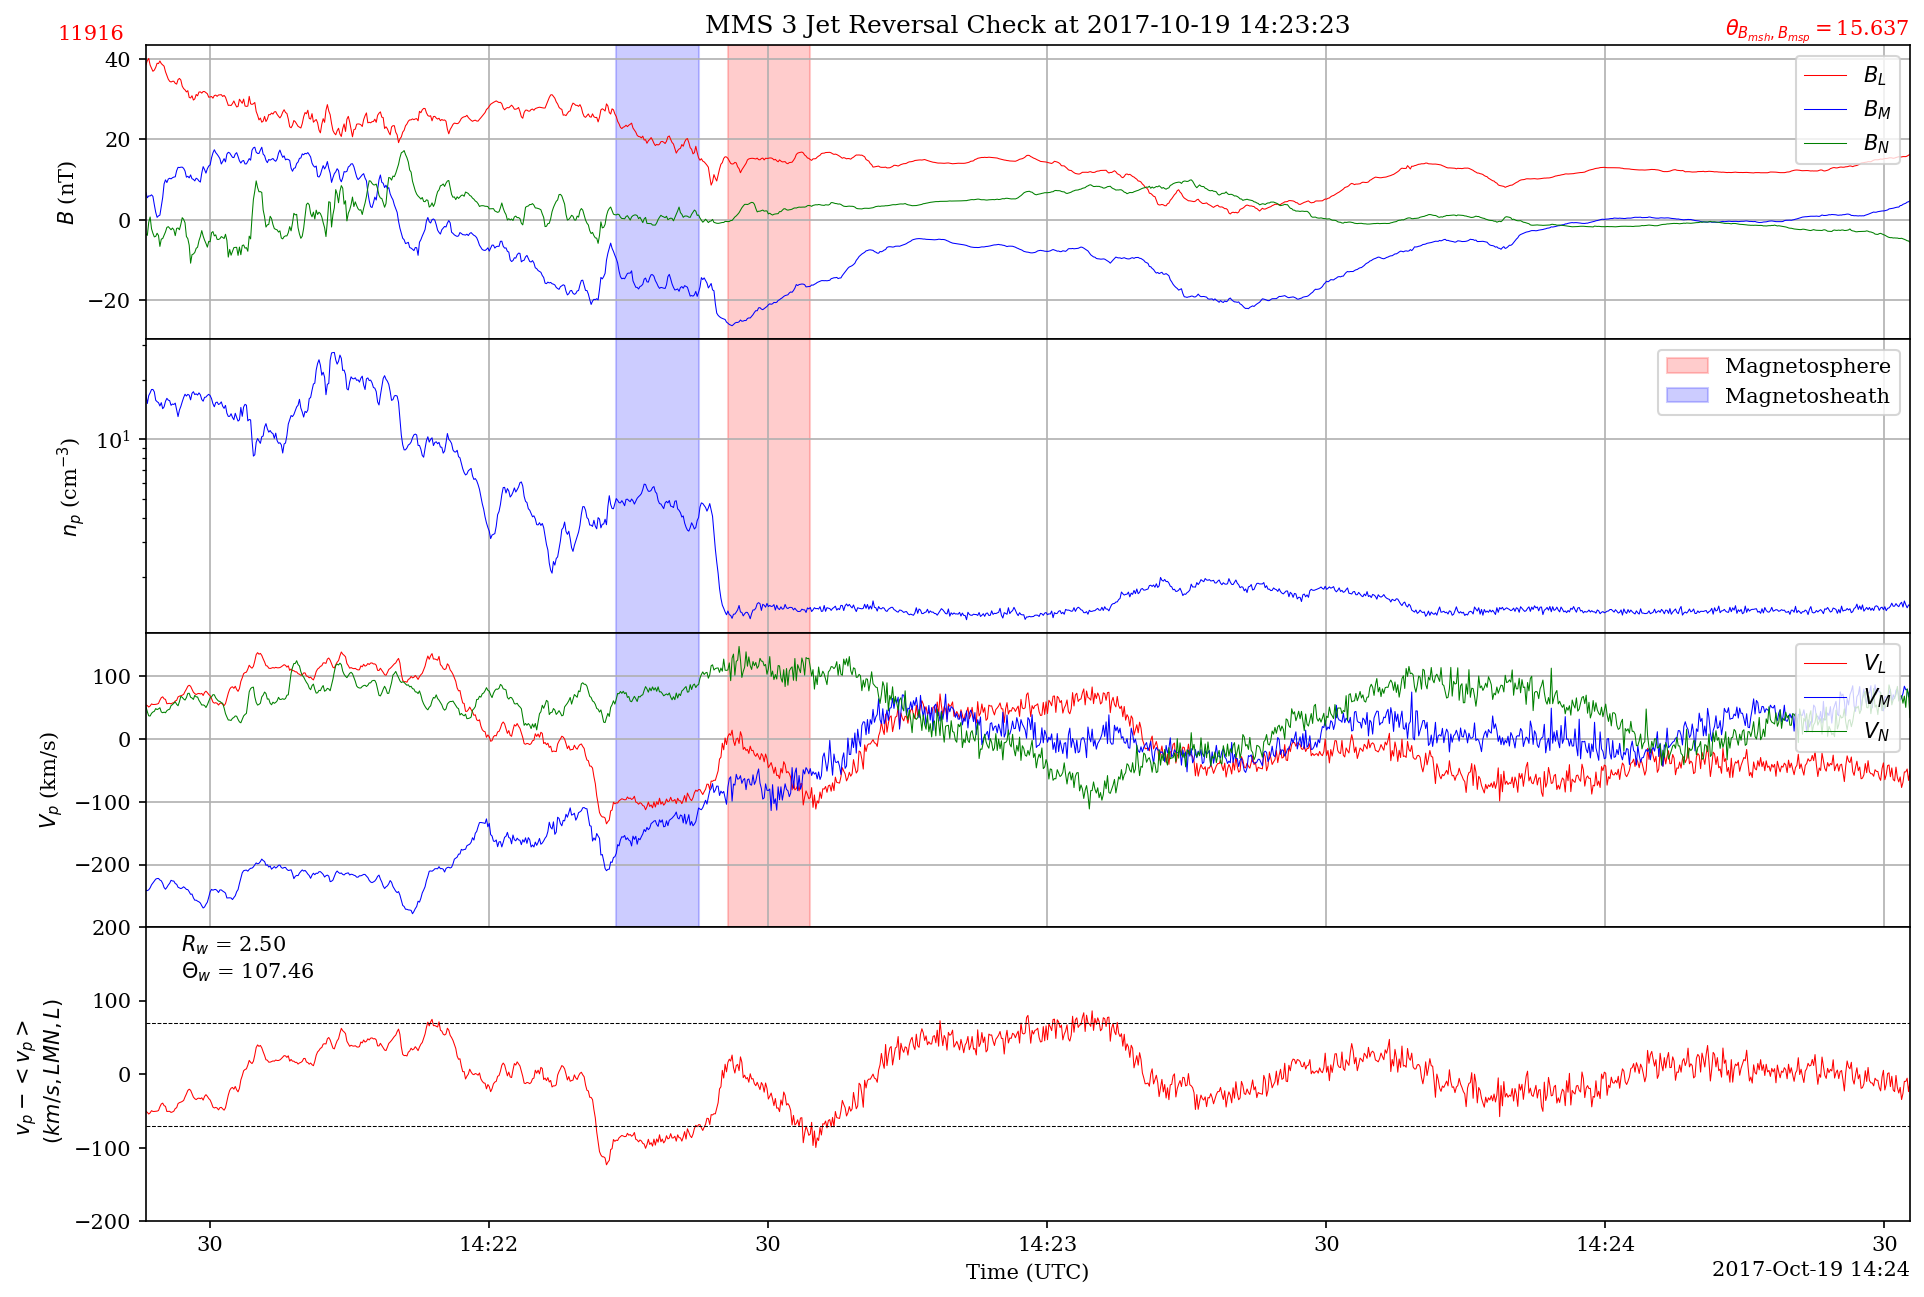 MMS 3 Jet Reversal Check at 2017-10-19 14:23:23
11916
θ_{B_{msh}, B_{msp}} = 15.637
40
20
0
−20
B (nT)
B_L
B_M
B_N
10^1
n_p (cm^{−3})
Magnetosphere
Magnetosheath
100
0
−100
−200
V_p (km/s)
V_L
V_M
V_N
200
100
0
−100
−200
v_p − < v_p >
(km/s, LMN, L)
R_w = 2.50
Θ_w = 107.46
30
14:22
30
14:23
30
14:24
30
Time (UTC)
2017-Oct-19 14:24